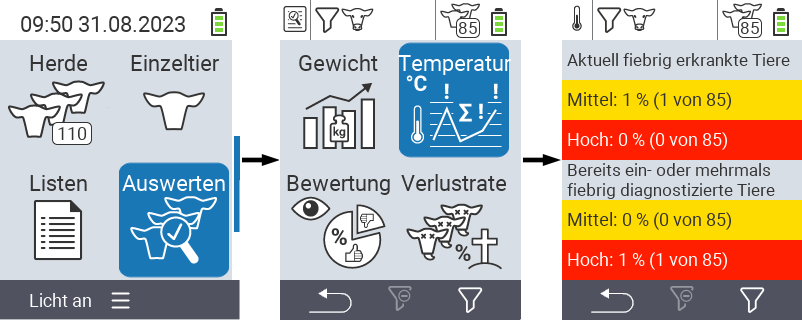 09:50 31.08.2023
Herde
Einzeltier
110
Listen
Auswerten
Licht an
85
Gewicht
Temperatur
°C
! !
Σ!
kg
Bewertung
Verlustrate
%
%
85
Aktuell fiebrig erkrankte Tiere
Mittel: 1 % (1 von 85)
Hoch: 0 % (0 von 85)
Bereits ein- oder mehrmals
fiebrig diagnostizierte Tiere
Mittel: 0 % (0 von 85)
Hoch: 1 % (1 von 85)